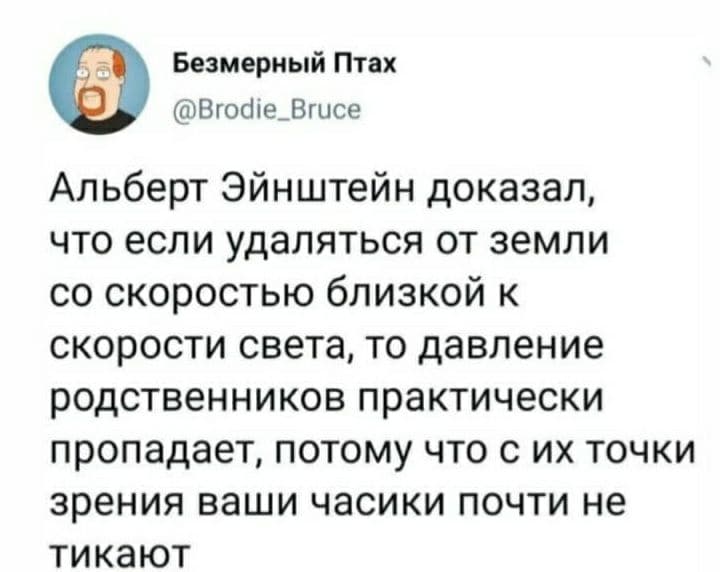 Безмерный Птах
@Brodie_Bruce
Альберт Эйнштейн доказал,
что если удаляться от земли
со скоростью близкой к
скорости света, то давление
родственников практически
пропадает, потому что с их точки
зрения ваши часики почти не
тикают